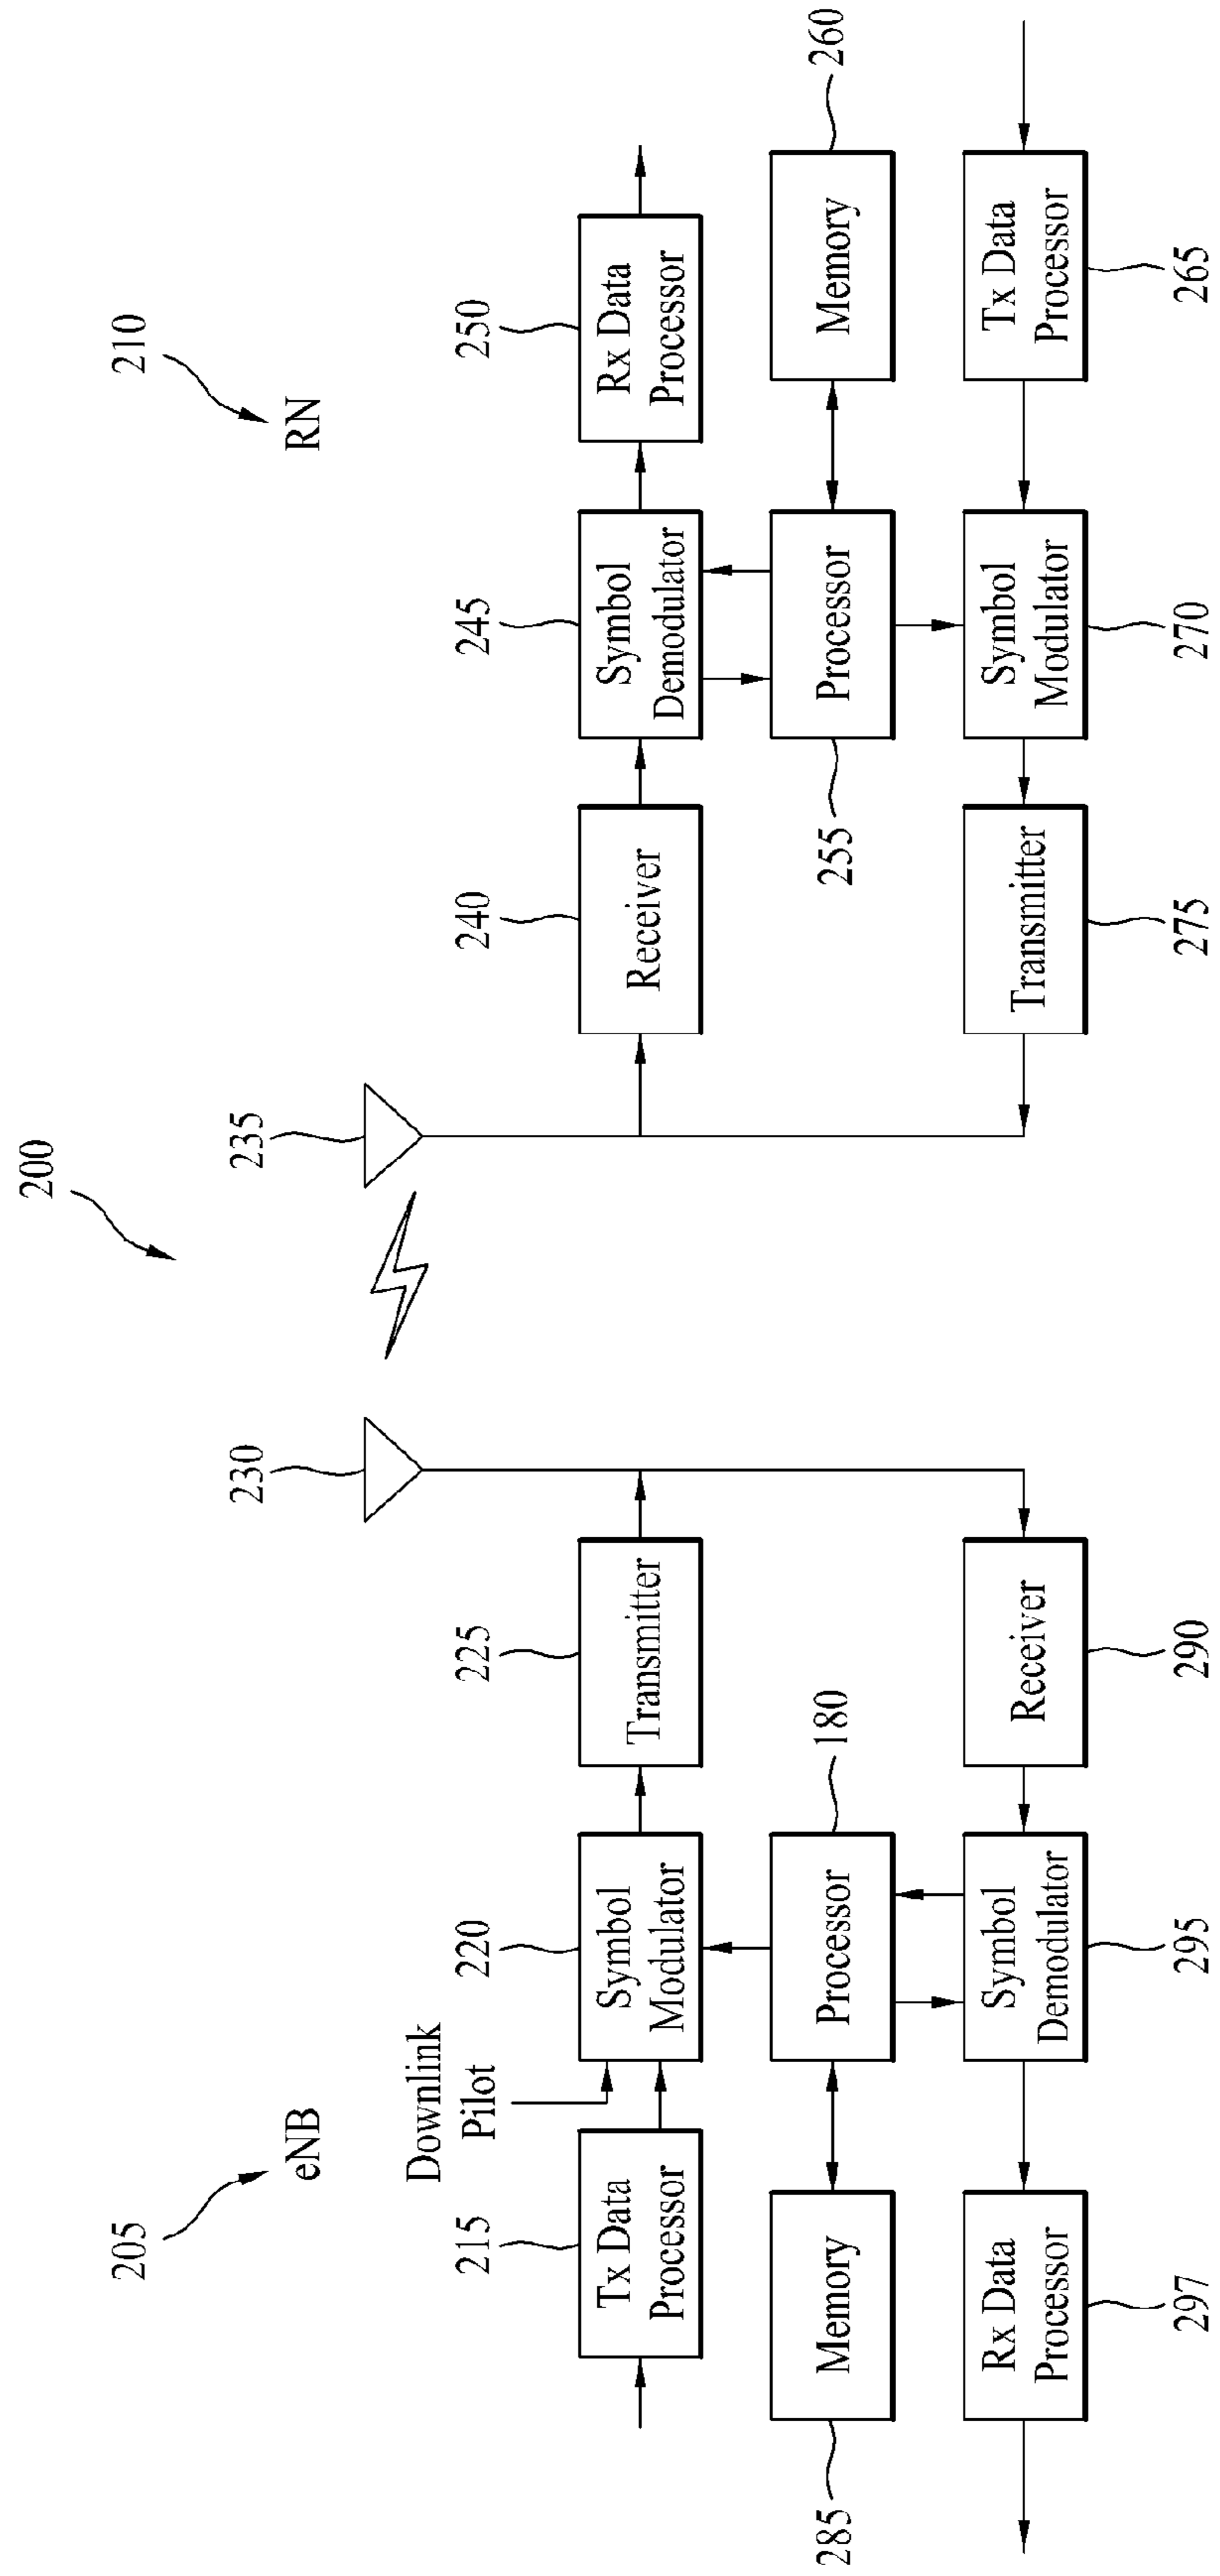 200
205
eNB
210
RN
230
235
Downlink
Pilot
215
Tx Data
Processor
220
Symbol
Modulator
225
Transmitter
240
Receiver
245
Symbol
Demodulator
250
Rx Data
Processor
285
Memory
Processor
180
255
Processor
Memory
260
Rx Data
Processor
297
Symbol
Demodulator
295
Receiver
290
Transmitter
275
Symbol
Modulator
270
Tx Data
Processor
265